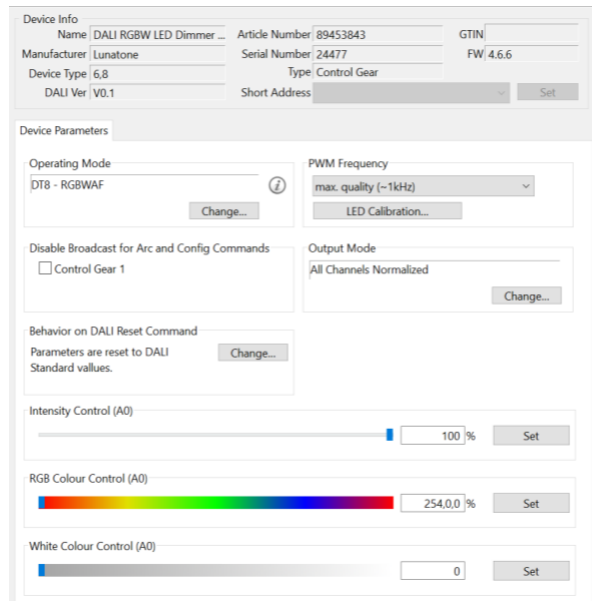 Device Info
Name DALI RGBW LED Dimmer ... Article Number 89453843 GTIN
Manufacturer Lunatone Serial Number 24477 FW 4.6.6
Device Type 6,8 Type Control Gear
DALI Ver V0.1 Short Address Set
Device Parameters
Operating Mode
DT8 - RGBWAF
i
Change...
PWM Frequency
max. quality (~1kHz)
LED Calibration...
Disable Broadcast for Arc and Config Commands
Control Gear 1
Output Mode
All Channels Normalized
Change...
Behavior on DALI Reset Command
Parameters are reset to DALI Change...
Standard vallues.
Intensity Control (A0)
100 % Set
RGB Colour Control (A0)
254,0,0 % Set
White Colour Control (A0)
0 Set